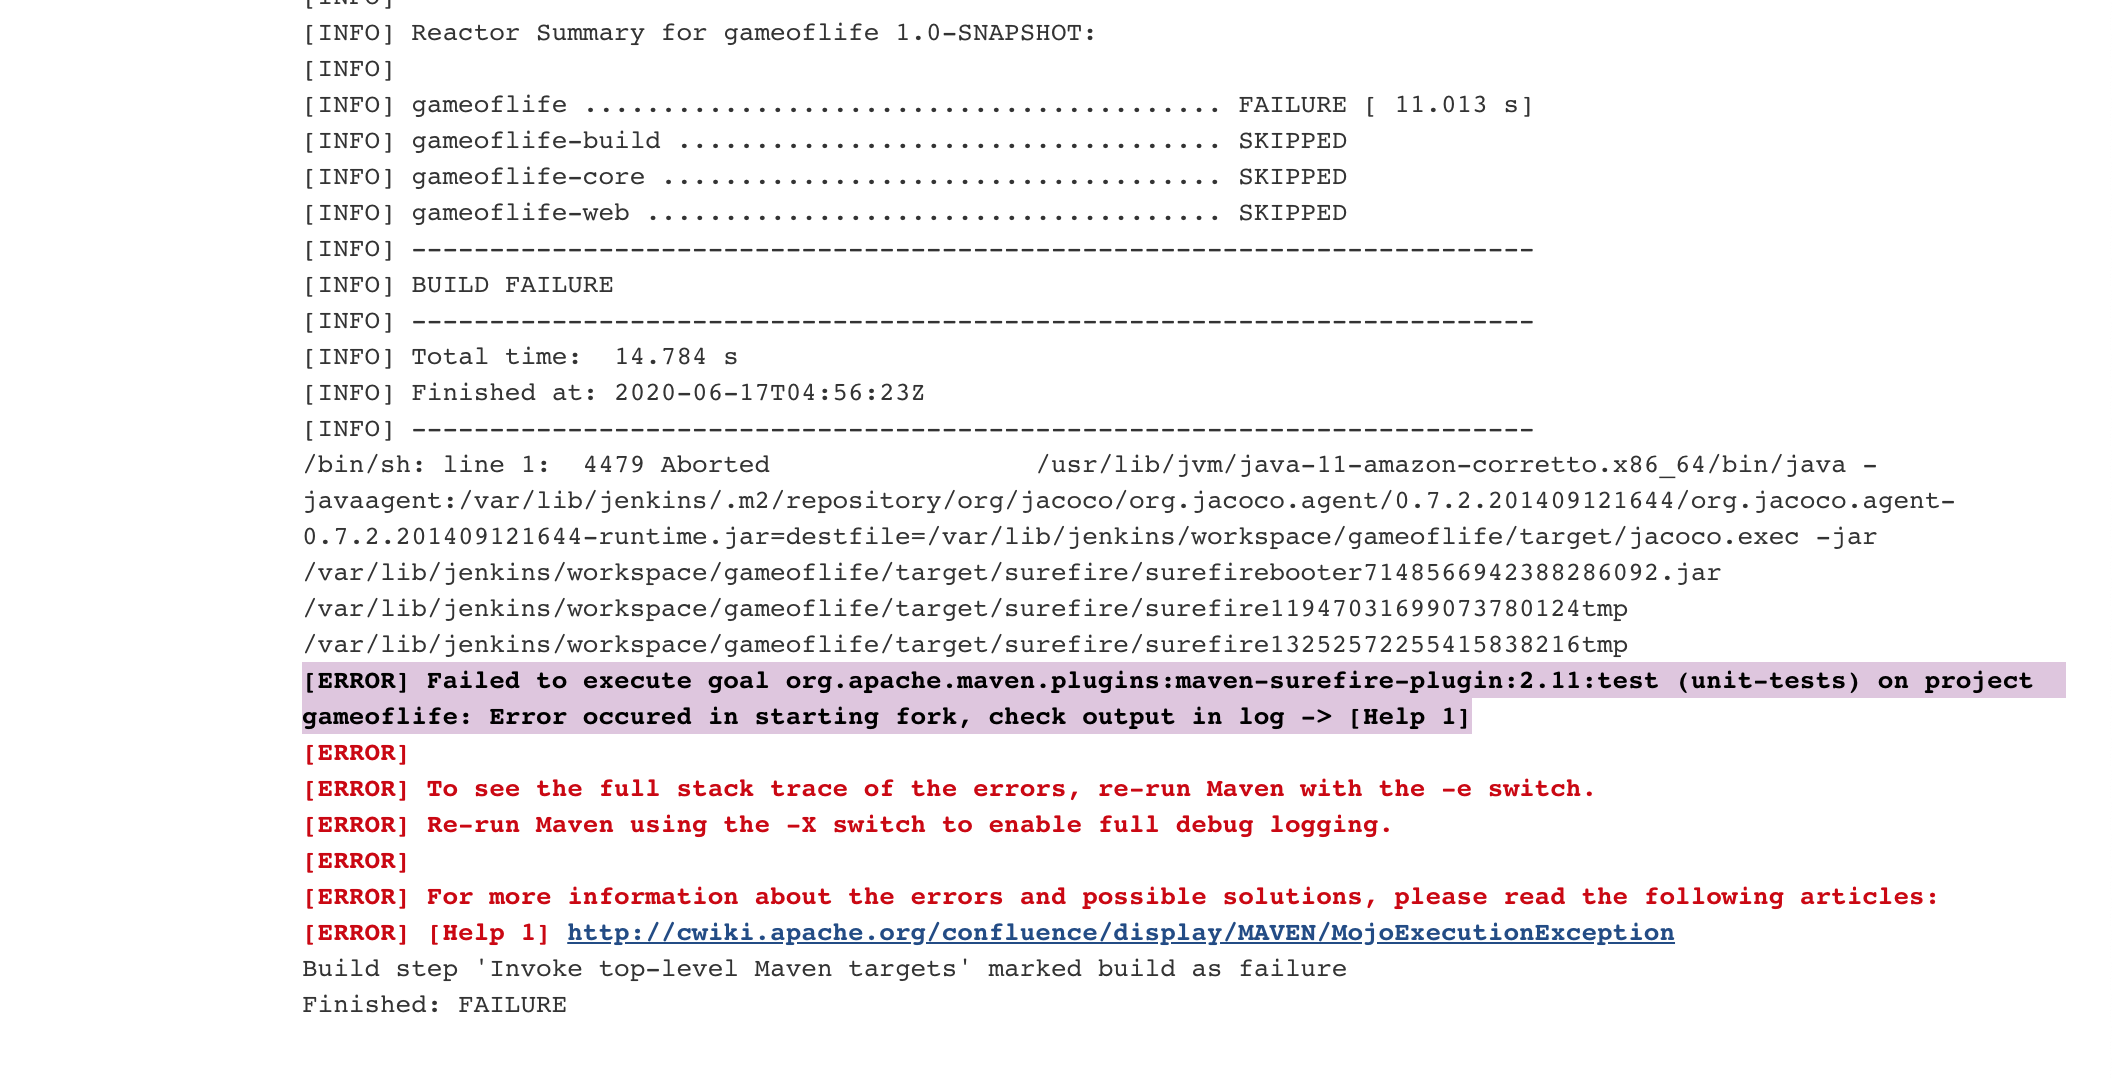 [INFO]
[INFO] Reactor Summary for gameoflife 1.0-SNAPSHOT:
[INFO]
[INFO] gameoflife ......................................... FAILURE [ 11.013 s]
[INFO] gameoflife-build ................................... SKIPPED
[INFO] gameoflife-core .................................... SKIPPED
[INFO] gameoflife-web ..................................... SKIPPED
[INFO] ------------------------------------------------------------------------
[INFO] BUILD FAILURE
[INFO] ------------------------------------------------------------------------
[INFO] Total time:  14.784 s
[INFO] Finished at: 2020-06-17T04:56:23Z
[INFO] ------------------------------------------------------------------------
/bin/sh: line 1:  4479 Aborted                 /usr/lib/jvm/java-11-amazon-corretto.x86_64/bin/java -
javaagent:/var/lib/jenkins/.m2/repository/org/jacoco/org.jacoco.agent/0.7.2.201409121644/org.jacoco.agent-
0.7.2.201409121644-runtime.jar=destfile=/var/lib/jenkins/workspace/gameoflife/target/jacoco.exec -jar
/var/lib/jenkins/workspace/gameoflife/target/surefire/surefirebooter7148566942388286092.jar
/var/lib/jenkins/workspace/gameoflife/target/surefire/surefire11947031699073780124tmp
/var/lib/jenkins/workspace/gameoflife/target/surefire/surefire13252572255415838216tmp
[ERROR] Failed to execute goal org.apache.maven.plugins:maven-surefire-plugin:2.11:test (unit-tests) on project
gameoflife: Error occured in starting fork, check output in log -> [Help 1]
[ERROR]
[ERROR] To see the full stack trace of the errors, re-run Maven with the -e switch.
[ERROR] Re-run Maven using the -X switch to enable full debug logging.
[ERROR]
[ERROR] For more information about the errors and possible solutions, please read the following articles:
[ERROR] [Help 1] http://cwiki.apache.org/confluence/display/MAVEN/MojoExecutionException
Build step 'Invoke top-level Maven targets' marked build as failure
Finished: FAILURE